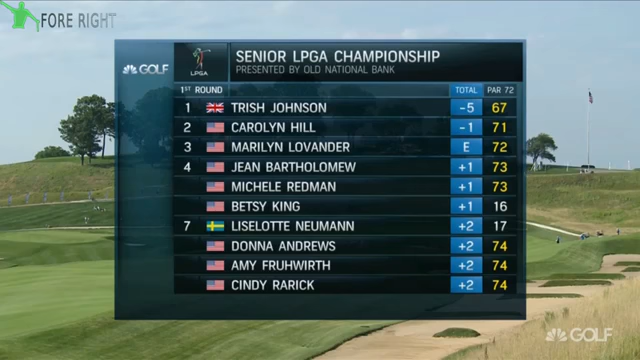 FORE RIGHT
NBC GOLF
LPGA
SENIOR LPGA CHAMPIONSHIP
PRESENTED BY OLD NATIONAL BANK
1ST ROUND TOTAL PAR 72
1 TRISH JOHNSON -5 67
2 CAROLYN HILL -1 71
3 MARILYN LOVANDER E 72
4 JEAN BARTHOLOMEW +1 73
MICHELE REDMAN +1 73
BETSY KING +1 16
7 LISELOTTE NEUMANN +2 17
DONNA ANDREWS +2 74
AMY FRUHWIRTH +2 74
CINDY RARICK +2 74
NBC GOLF